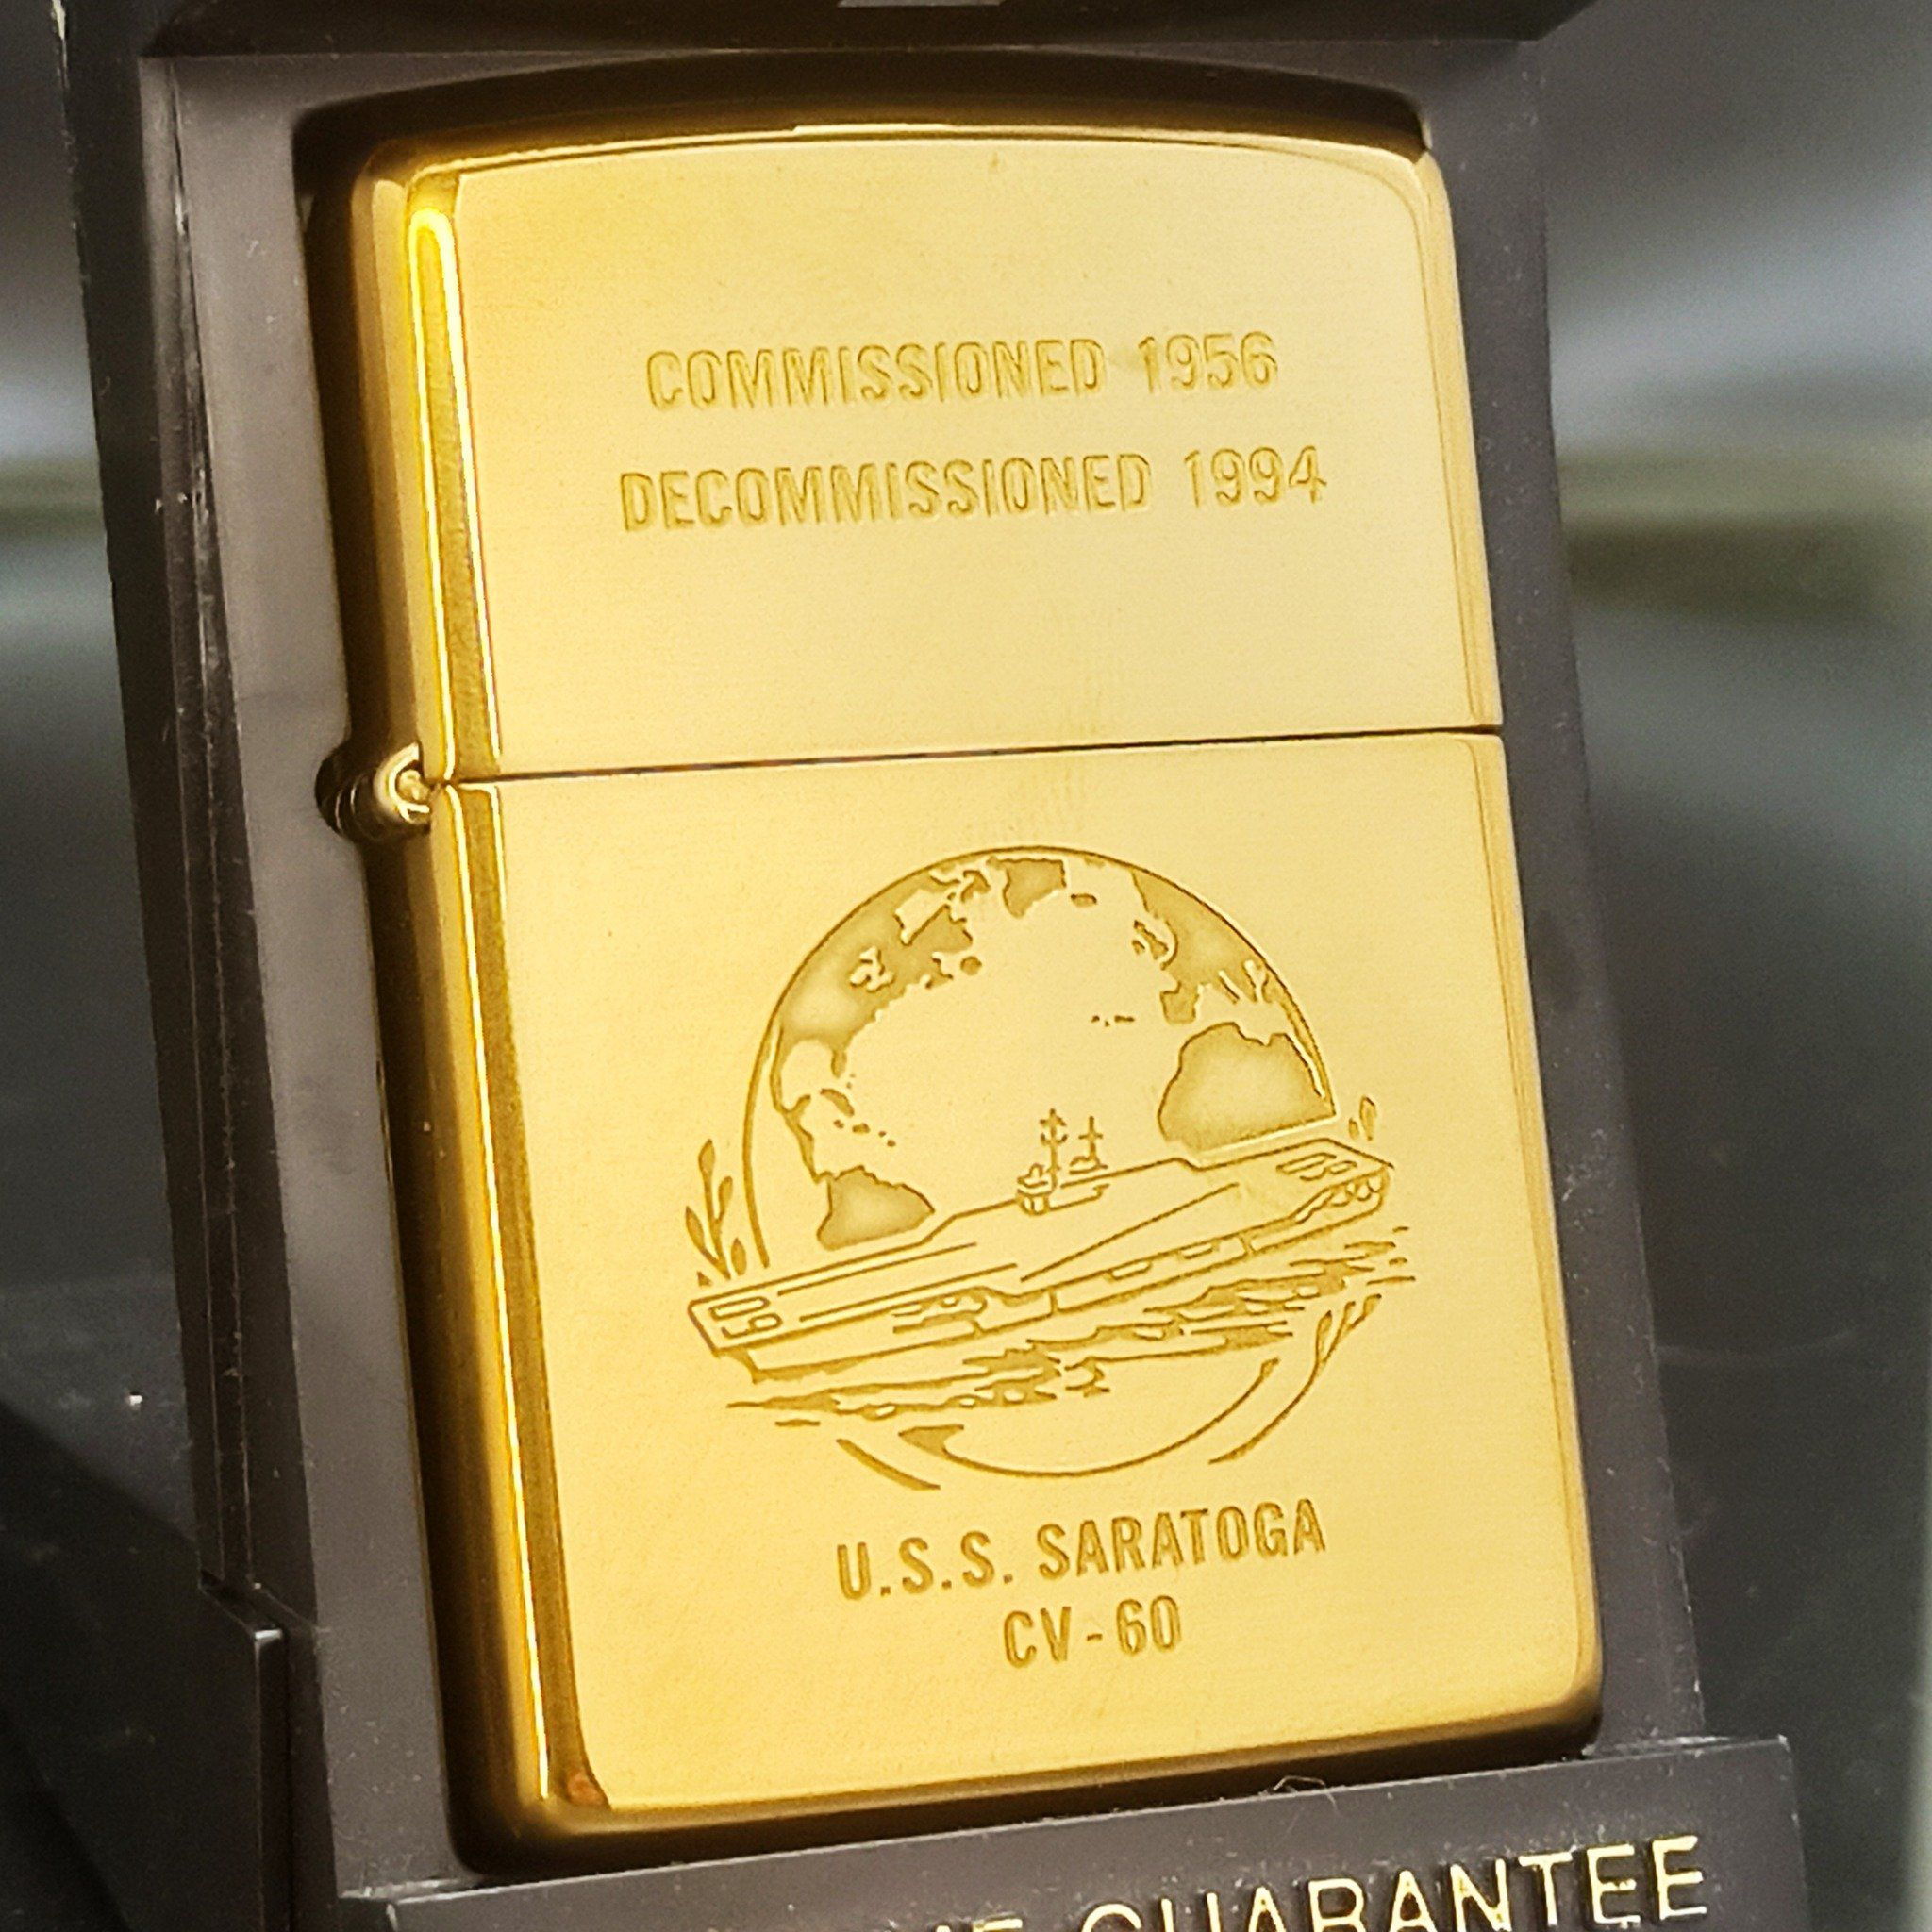 COMMISSIONED 1956
DECOMMISSIONED 1994
U.S.S. SARATOGA
CV-60
GUARANTEE